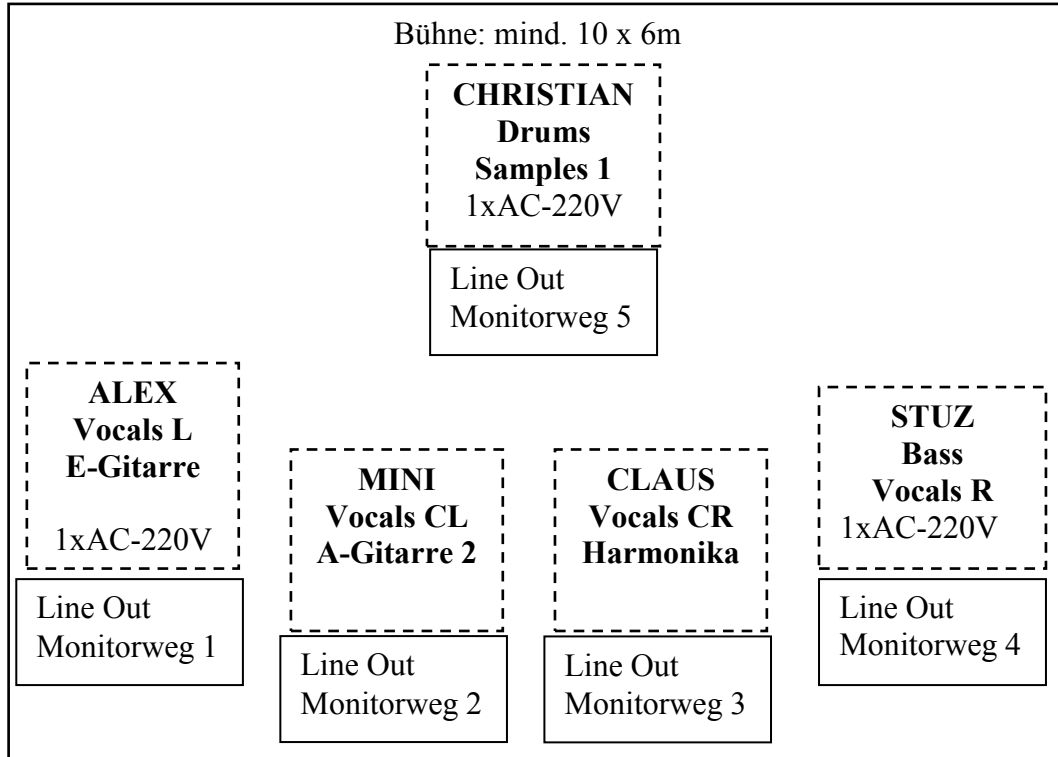 Bühne: mind. 10 x 6m
CHRISTIAN
Drums
Samples 1
1xAC-220V
Line Out
Monitorweg 5
ALEX
Vocals L
E-Gitarre
1xAC-220V
Line Out
Monitorweg 1
MINI
Vocals CL
A-Gitarre 2
Line Out
Monitorweg 2
CLAUS
Vocals CR
Harmonika
Line Out
Monitorweg 3
STUZ
Bass
Vocals R
1xAC-220V
Line Out
Monitorweg 4